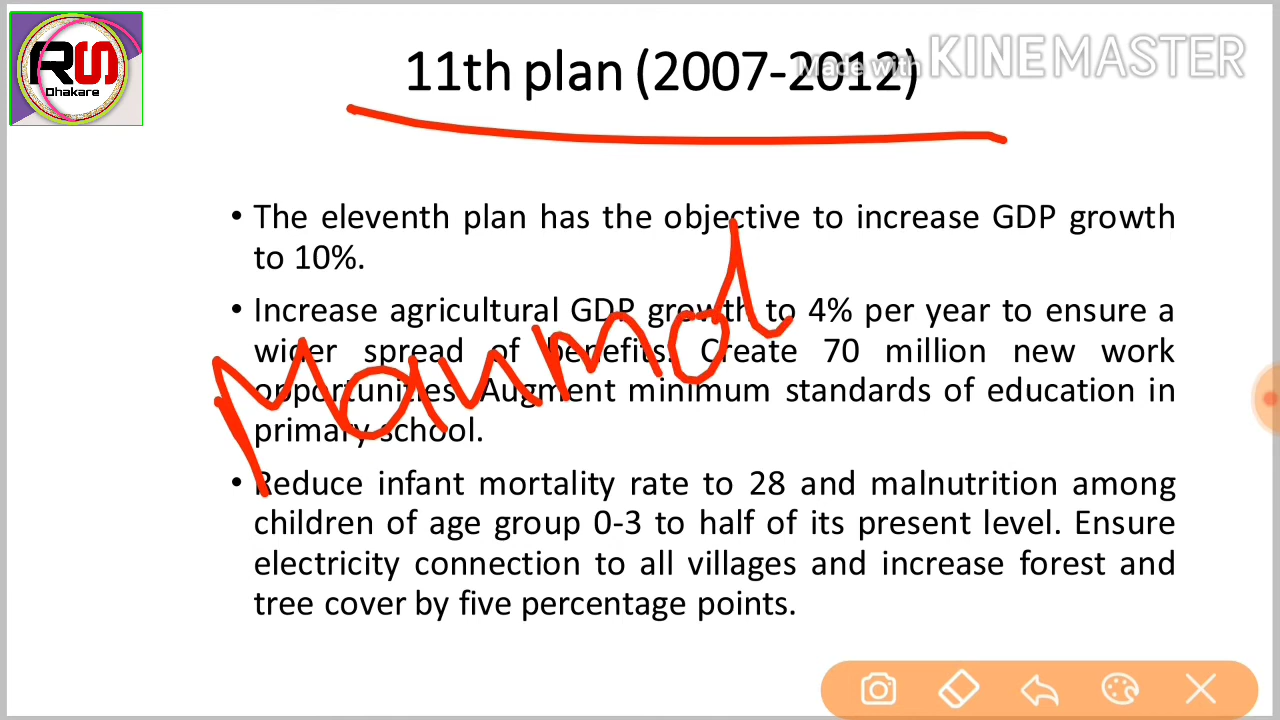 RS
Dhakare
11th plan (2007-2012)
Made with KINEMASTER
• The eleventh plan has the objective to increase GDP growth
to 10%.
• Increase agricultural GDP growth to 4% per year to ensure a
wider spread of benefits. Create 70 million new work
opportunities. Augment minimum standards of education in
primary school.
• Reduce infant mortality rate to 28 and malnutrition among
children of age group 0-3 to half of its present level. Ensure
electricity connection to all villages and increase forest and
tree cover by five percentage points.